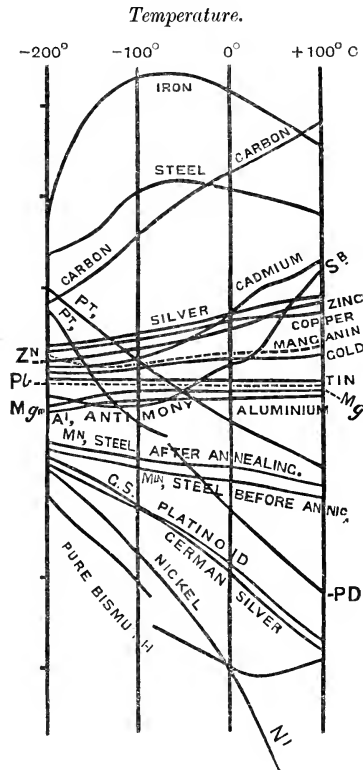 Temperature.
-200° -100° 0° +100° C
IRON
CARBON
STEEL
CARBON
CADMIUM
SB.
PT,
PT,
SILVER
ZINC
COPPER
MANGANIN
GOLD
ZN
Pb
TIN
Mg
Mg
Al, ANTIMONY
ALUMINIUM
MN, STEEL AFTER ANNEALING.
MN, STEEL BEFORE ANNG,
G.S. PLATINOID
GERMAN SILVER
-PD
NICKEL
PURE BISMUTH
NI